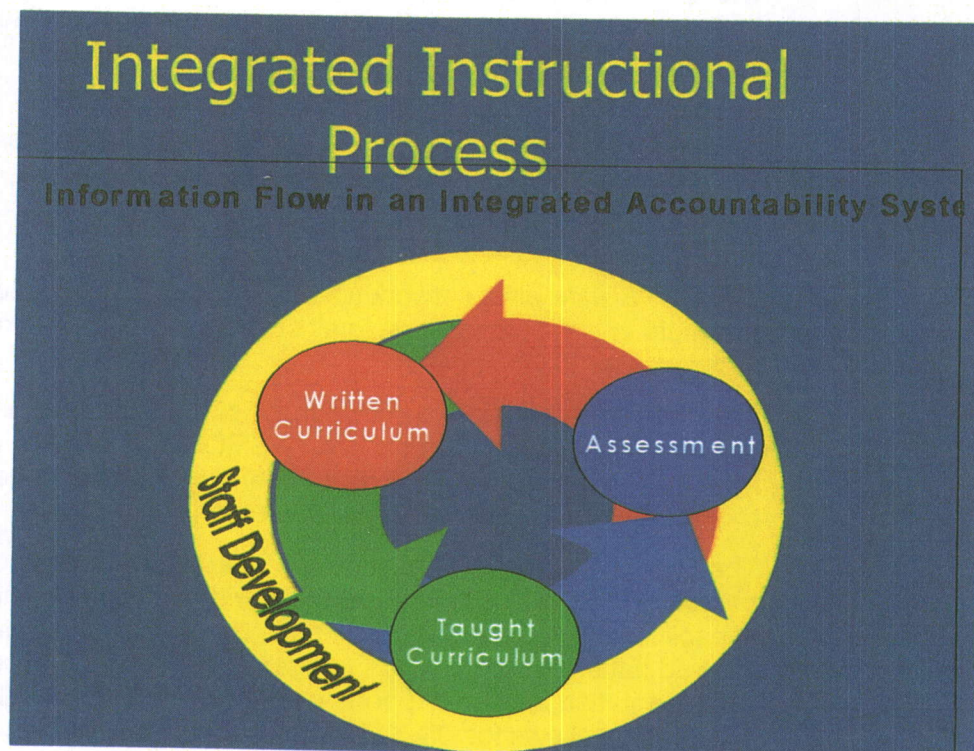 Integrated Instructional
Process
Information Flow in an Integrated Accountability Syste
Written
Curriculum
Assessment
Staff Development
Taught
Curriculum